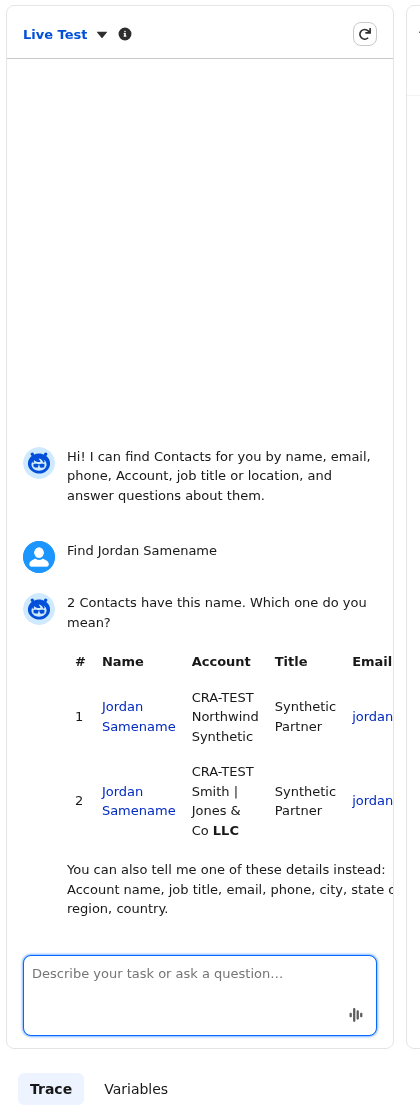 Live Test
Hi! I can find Contacts for you by name, email,
phone, Account, job title or location, and
answer questions about them.
Find Jordan Samename
2 Contacts have this name. Which one do you
mean?
# Name Account Title Email
1 Jordan Samename CRA-TEST Northwind Synthetic Synthetic Partner jordan
2 Jordan Samename CRA-TEST Smith | Jones & Co LLC Synthetic Partner jordan
You can also tell me one of these details instead:
Account name, job title, email, phone, city, state
region, country.
Describe your task or ask a question…
Trace Variables